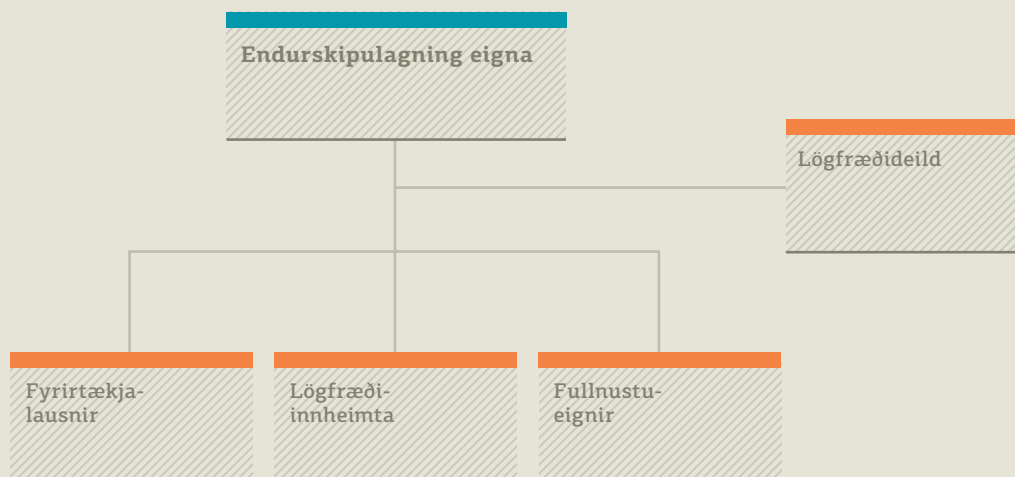 Endurskipulagning eigna
Lögfræðideild
Fyrirtækja-
lausnir
Lögfræði-
innheimta
Fullnustu-
eignir